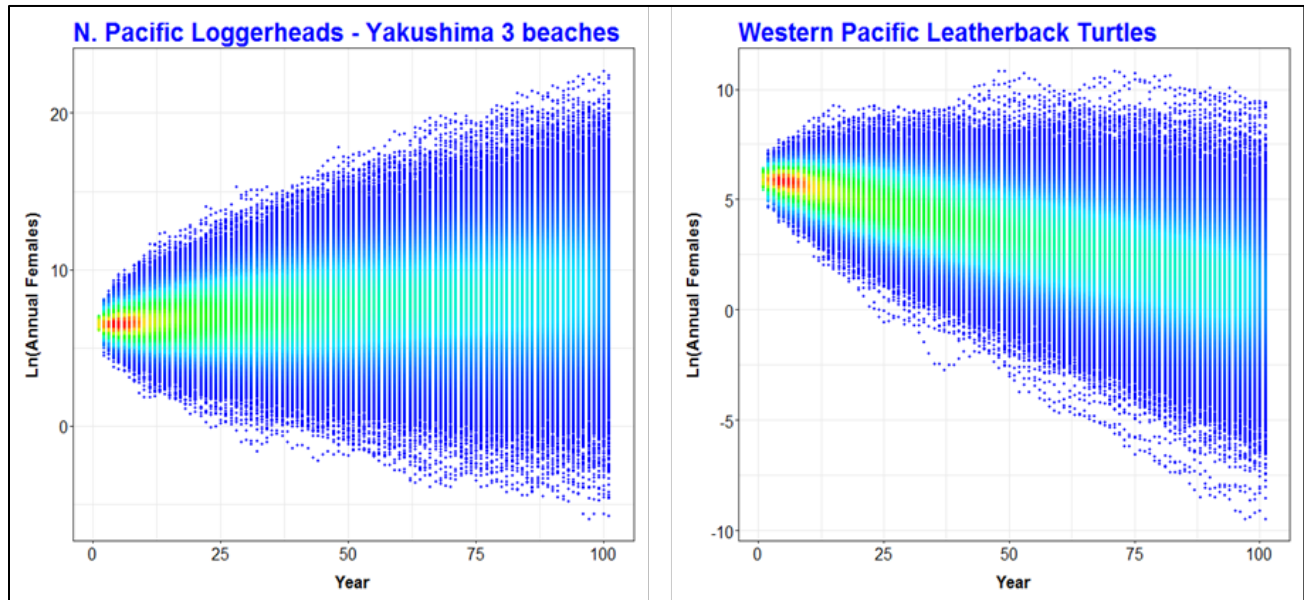 N. Pacific Loggerheads - Yakushima 3 beaches
Ln(Annual Females)
20
10
0
0 25 50 75 100
Year
Western Pacific Leatherback Turtles
Ln(Annual Females)
10
5
0
-5
-10
0 25 50 75 100
Year